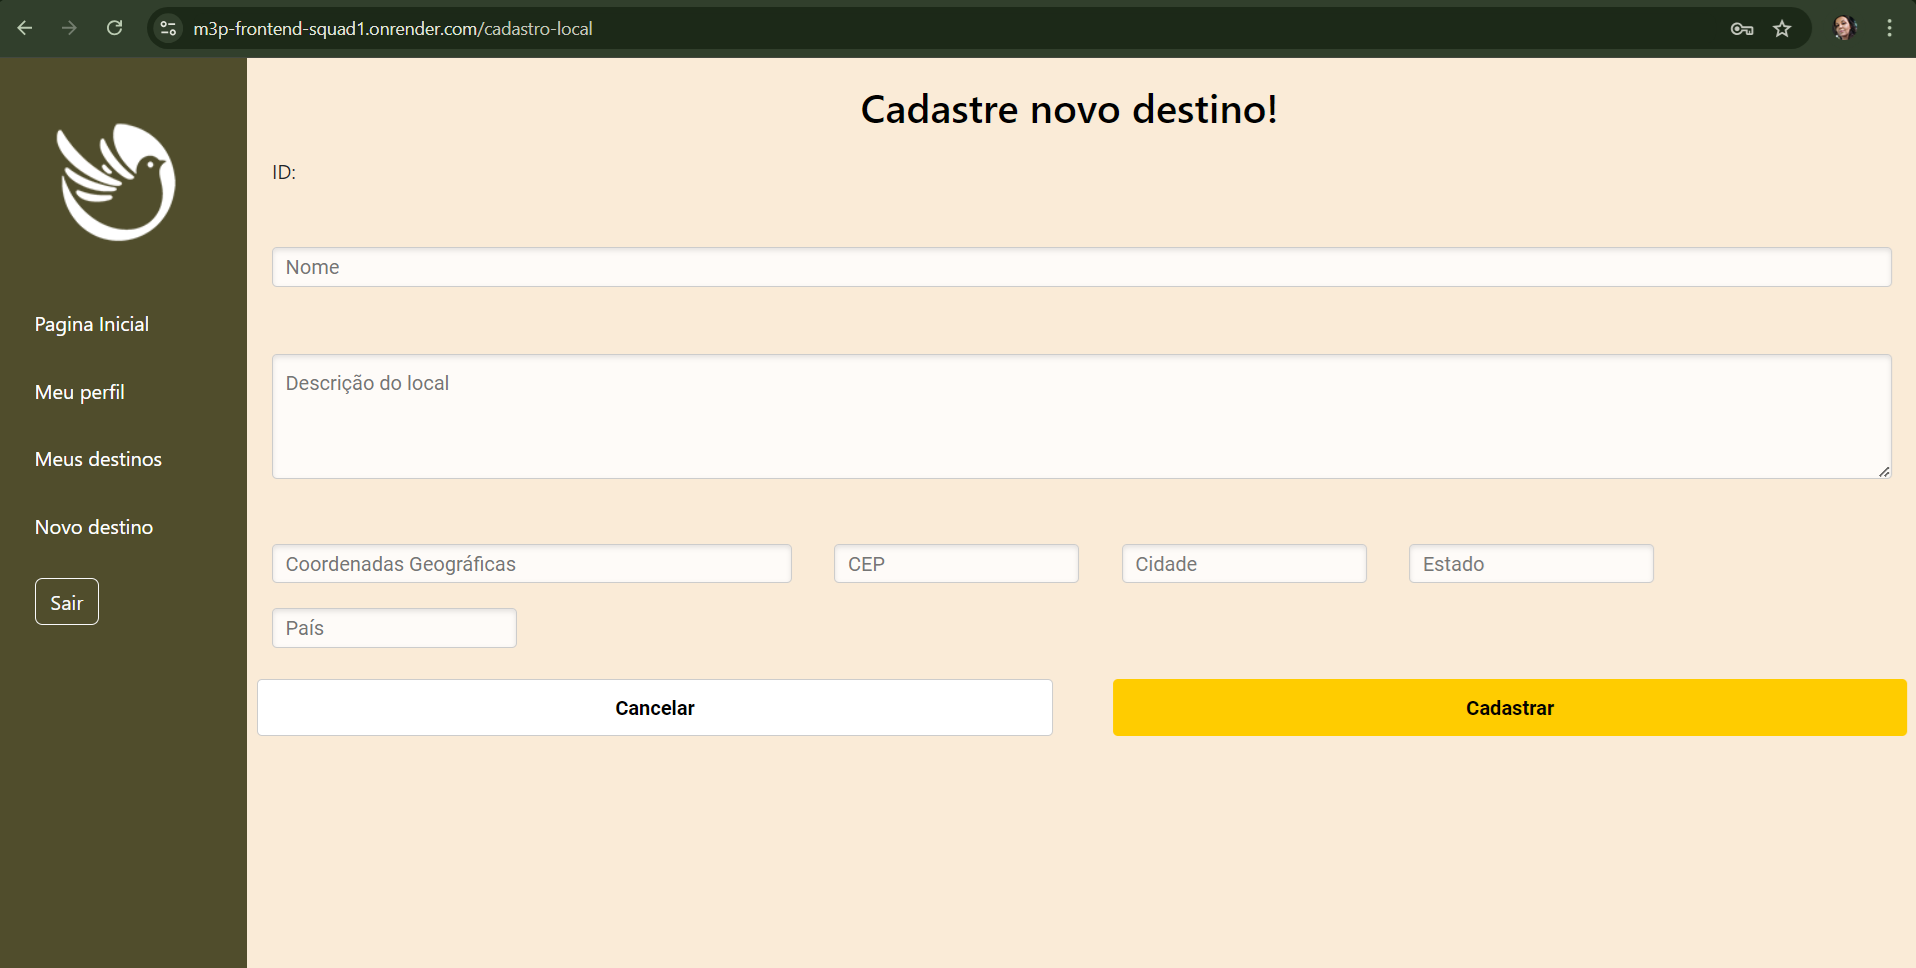 m3p-frontend-squad1.onrender.com/cadastro-local
Pagina Inicial
Meu perfil
Meus destinos
Novo destino
Sair
Cadastre novo destino!
ID:
Nome
Descrição do local
Coordenadas Geográficas CEP Cidade Estado
País
Cancelar Cadastrar